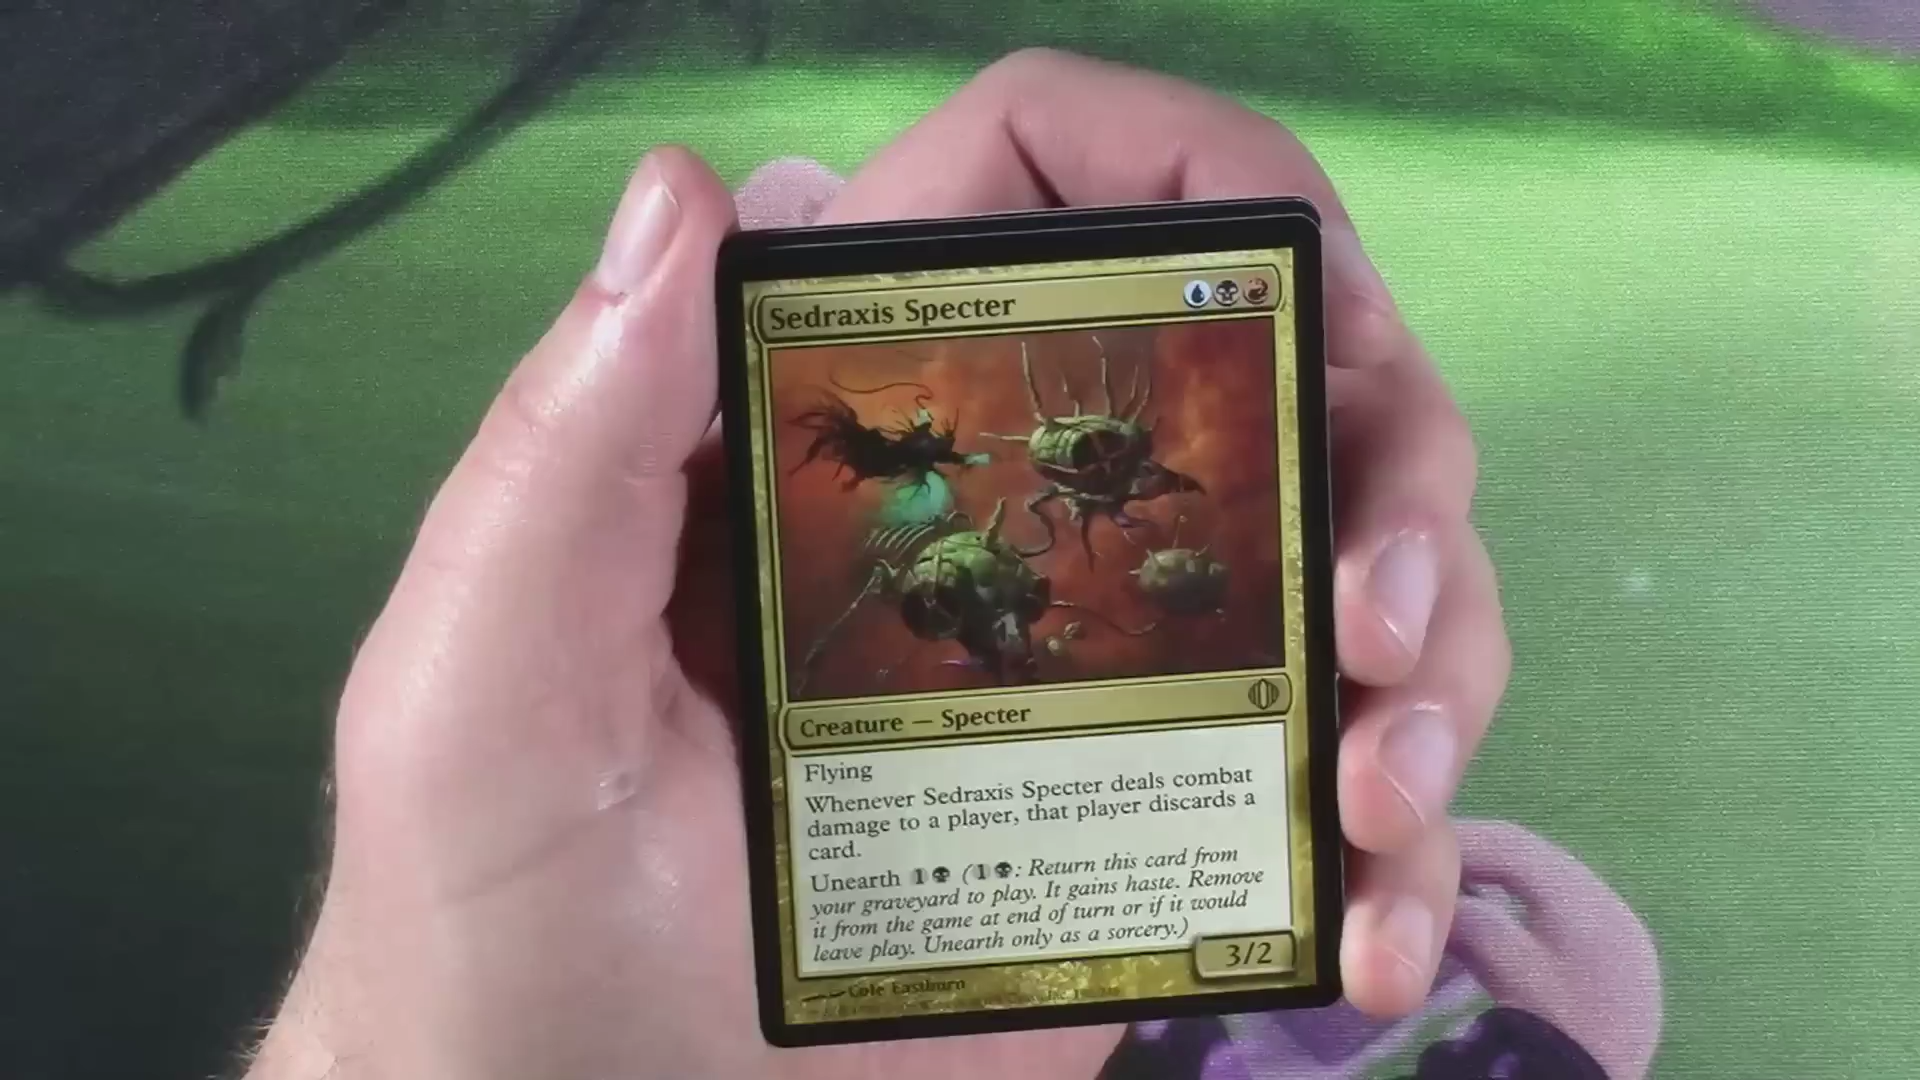 Sedraxis Specter
Creature — Specter
Flying
Whenever Sedraxis Specter deals combat
damage to a player, that player discards a
card.
Unearth 1 (1 : Return this card from
your graveyard to play. It gains haste. Remove
it from the game at end of turn or if it would
leave play. Unearth only as a sorcery.)
3/2
Cole Eastburn